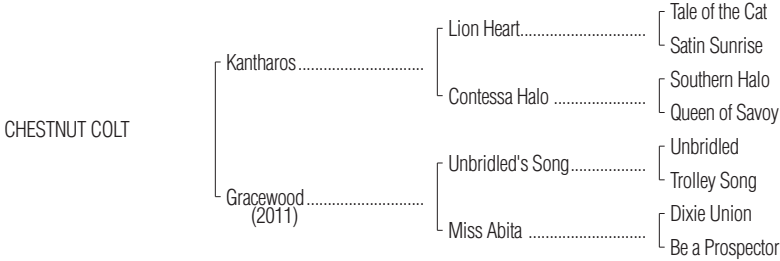 Tale of the Cat
Lion Heart..............................
Satin Sunrise
Kantharos..............................
Southern Halo
Contessa Halo ......................
Queen of Savoy
CHESTNUT COLT
Unbridled
Unbridled's Song..................
Trolley Song
Gracewood............................
(2011)
Dixie Union
Miss Abita ............................
Be a Prospector